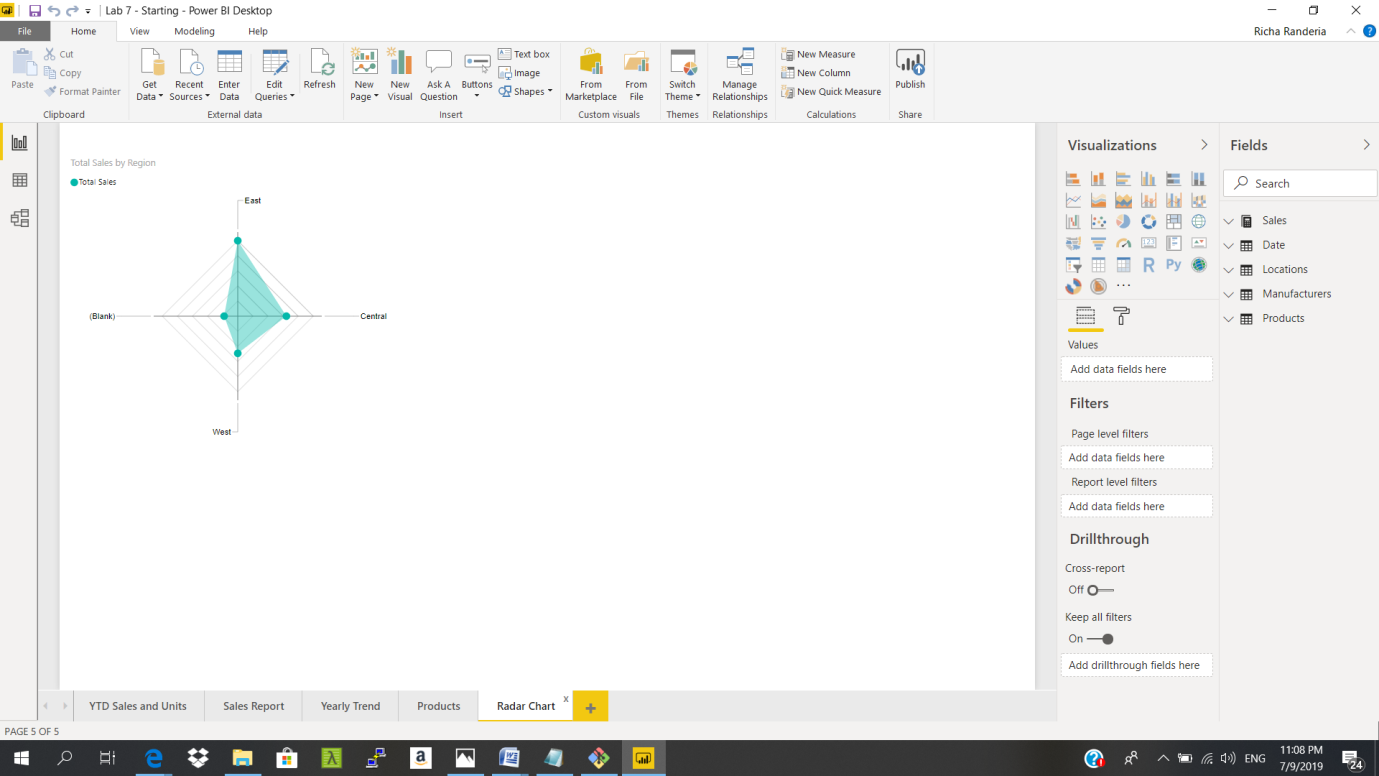 Lab 7 - Starting - Power BI Desktop
File Home View Modeling Help Richa Randeria ?
Paste
Cut
Copy
Format Painter
Clipboard
Get Data
Recent Sources
Enter Data
Edit Queries
Refresh
External data
New Page
New Visual
Ask A Question
Buttons
Text box
Image
Shapes
Insert
From Marketplace
From File
Custom visuals
Switch Theme
Themes
Manage Relationships
Relationships
New Measure
New Column
New Quick Measure
Calculations
Publish
Share
Total Sales by Region
Total Sales
East
(Blank)
Central
West
Visualizations
123
R
Py
...
Values
Add data fields here
Filters
Page level filters
Add data fields here
Report level filters
Add data fields here
Drillthrough
Cross-report
Off
Keep all filters
On
Add drillthrough fields here
Fields
Search
Sales
Date
Locations
Manufacturers
Products
YTD Sales and Units Sales Report Yearly Trend Products Radar Chart x +
PAGE 5 OF 5
ENG
11:08 PM
7/9/2019
24